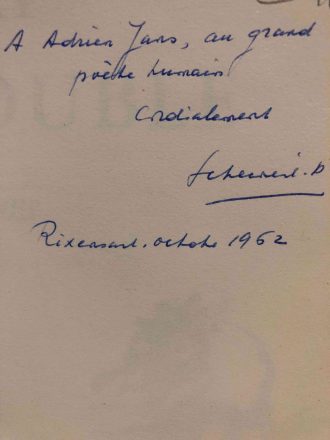 A Adrien Jans, au grand
poète humain
Cordialement
Rixensart. octobre 1962